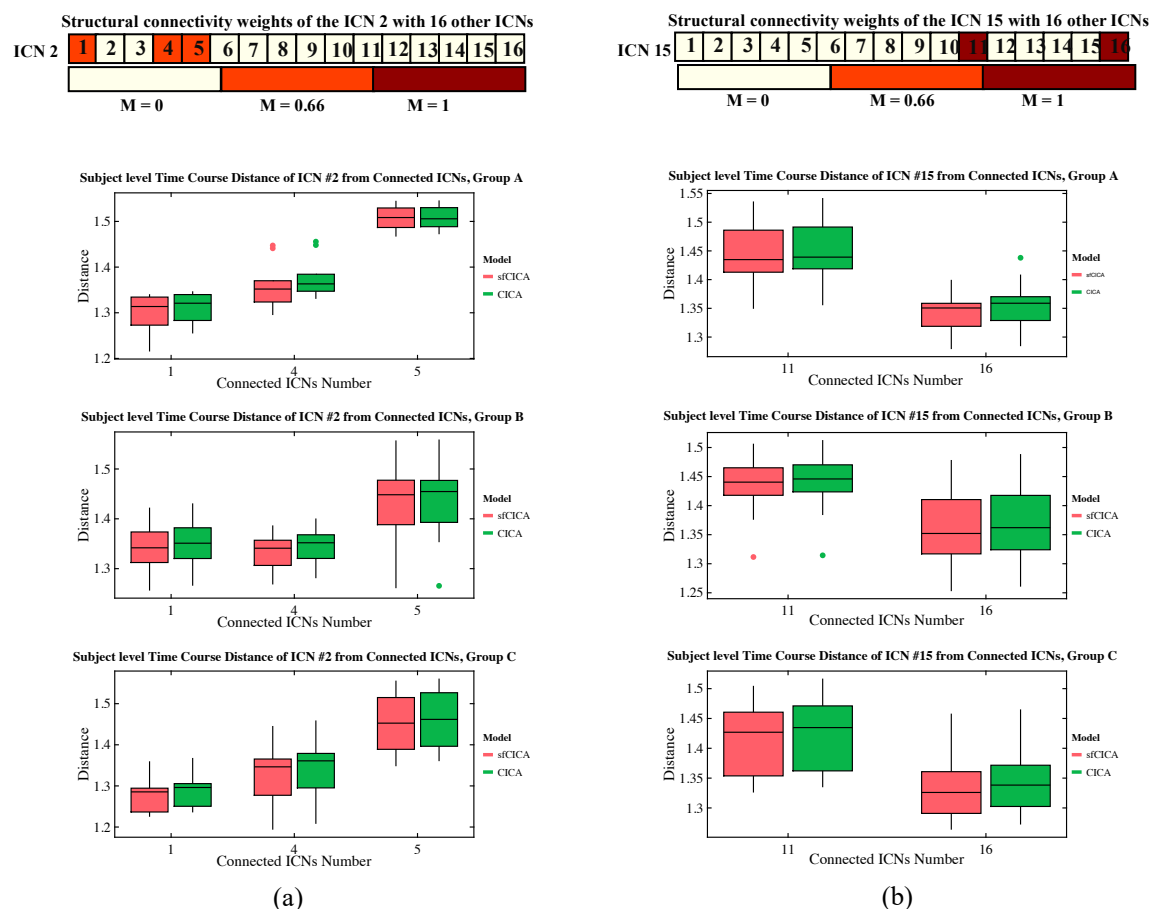 Structural connectivity weights of the ICN 2 with 16 other ICNs
ICN 2 1 2 3 4 5 6 7 8 9 10 11 12 13 14 15 16
M = 0 M = 0.66 M = 1
Subject level Time Course Distance of ICN #2 from Connected ICNs, Group A
1.5
1.4
1.3
1.2
Distance
1 4 5
Connected ICNs Number
Model
sfCICA
CICA
Subject level Time Course Distance of ICN #2 from Connected ICNs, Group B
1.5
1.4
1.3
Distance
1 4 5
Connected ICNs Number
Model
sfCICA
CICA
Subject level Time Course Distance of ICN #2 from Connected ICNs, Group C
1.5
1.4
1.3
1.2
Distance
1 4 5
Connected ICNs Number
Model
sfCICA
CICA
(a)
Structural connectivity weights of the ICN 15 with 16 other ICNs
ICN 15 1 2 3 4 5 6 7 8 9 10 11 12 13 14 15 16
M = 0 M = 0.66 M = 1
Subject level Time Course Distance of ICN #15 from Connected ICNs, Group A
1.55
1.5
1.45
1.4
1.35
1.3
Distance
11 16
Connected ICNs Number
Model
sfCICA
CICA
Subject level Time Course Distance of ICN #15 from Connected ICNs, Group B
1.5
1.45
1.4
1.35
1.3
1.25
Distance
11 16
Connected ICNs Number
Model
sfCICA
CICA
Subject level Time Course Distance of ICN #15 from Connected ICNs, Group C
1.5
1.45
1.4
1.35
1.3
Distance
11 16
Connected ICNs Number
Model
sfCICA
CICA
(b)